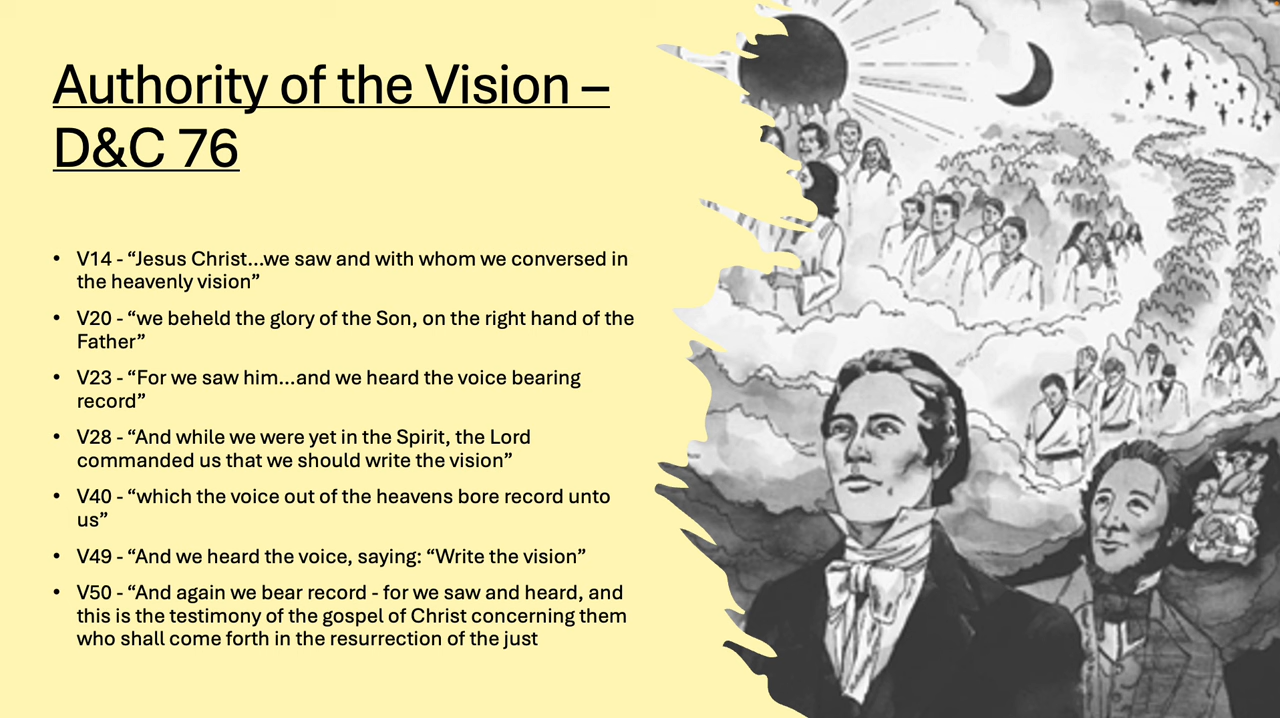 Authority of the Vision –
D&C 76
• V14 - “Jesus Christ…we saw and with whom we conversed in
the heavenly vision”
• V20 - “we beheld the glory of the Son, on the right hand of the
Father”
• V23 - “For we saw him…and we heard the voice bearing
record”
• V28 - “And while we were yet in the Spirit, the Lord
commanded us that we should write the vision”
• V40 - “which the voice out of the heavens bore record unto
us”
• V49 - “And we heard the voice, saying: “Write the vision”
• V50 - “And again we bear record - for we saw and heard, and
this is the testimony of the gospel of Christ concerning them
who shall come forth in the resurrection of the just